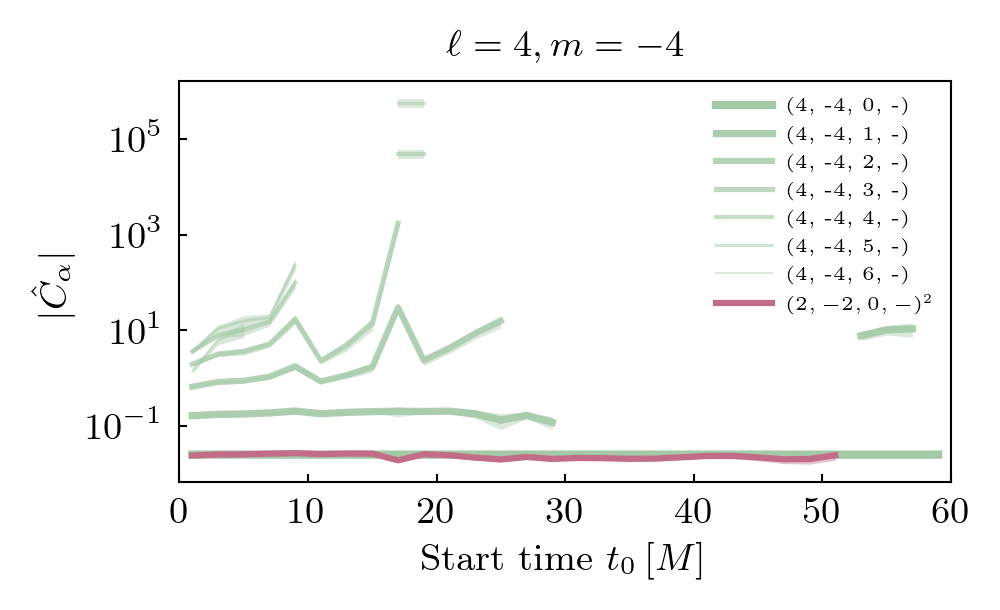 ℓ = 4, m = −4
|Ĉ_α|
10^5
10^3
10^1
10^−1
(4, -4, 0, -)
(4, -4, 1, -)
(4, -4, 2, -)
(4, -4, 3, -)
(4, -4, 4, -)
(4, -4, 5, -)
(4, -4, 6, -)
(2, −2, 0, −)^2
0 10 20 30 40 50 60
Start time t_0 [M]